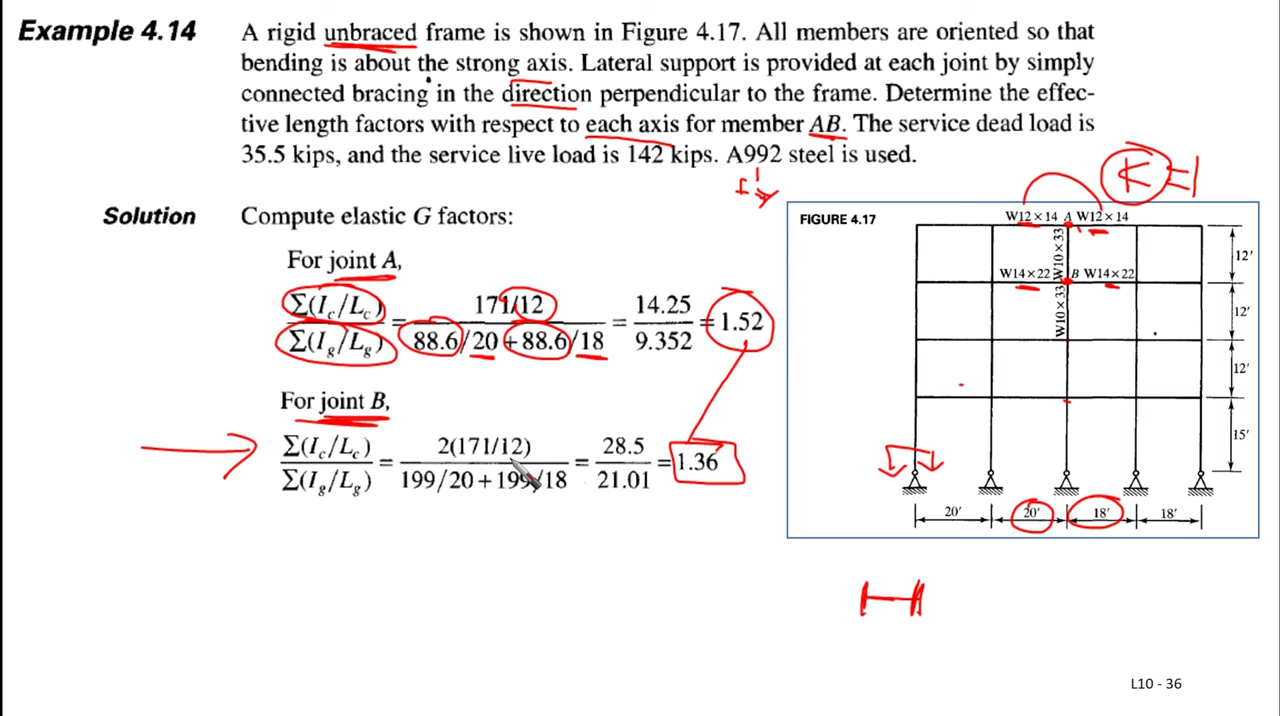 Example 4.14
A rigid unbraced frame is shown in Figure 4.17. All members are oriented so that
bending is about the strong axis. Lateral support is provided at each joint by simply
connected bracing in the direction perpendicular to the frame. Determine the effec-
tive length factors with respect to each axis for member AB. The service dead load is
35.5 kips, and the service live load is 142 kips. A992 steel is used.
K=1
Solution
Compute elastic G factors:
For joint A,
Σ(I_c/L_c) / Σ(I_g/L_g) = (171/12) / (88.6/20 + 88.6/18) = 14.25 / 9.352 = 1.52
For joint B,
Σ(I_c/L_c) / Σ(I_g/L_g) = 2(171/12) / (199/20 + 199/18) = 28.5 / 21.01 = 1.36
FIGURE 4.17
W12×14 A W12×14
W10×33
12'
W14×22 B W14×22
W10×33
12'
12'
15'
20' 20' 18' 18'
L10 - 36